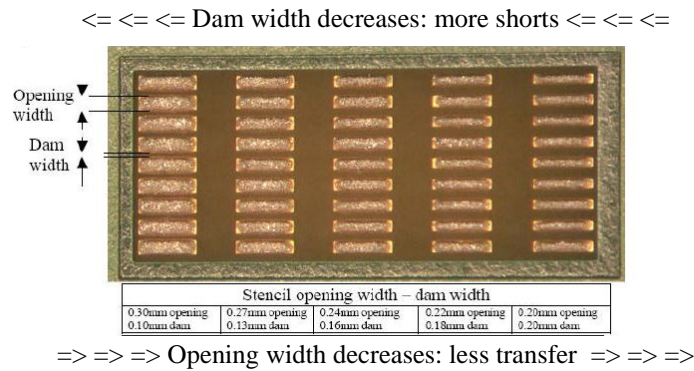 <= <= <= Dam width decreases: more shorts <= <= <=
Opening
width
Dam
width
Stencil opening width – dam width
0.30mm opening 0.27mm opening 0.24mm opening 0.22mm opening 0.20mm opening
0.10mm dam 0.13mm dam 0.16mm dam 0.18mm dam 0.20mm dam
=> => => Opening width decreases: less transfer => => =>